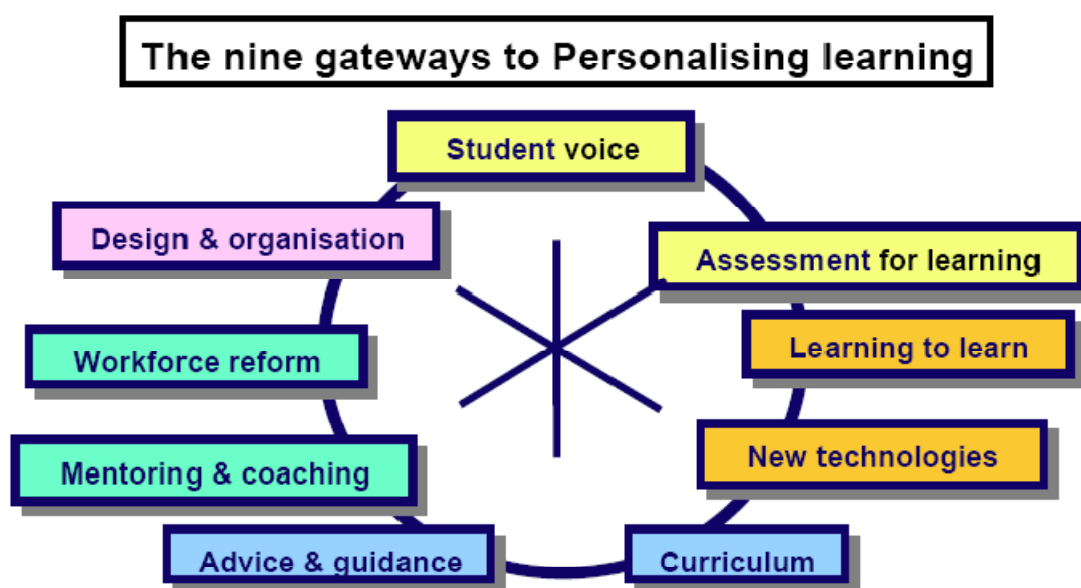 The nine gateways to Personalising learning
Student voice
Design & organisation
Assessment for learning
Workforce reform
Learning to learn
Mentoring & coaching
New technologies
Advice & guidance
Curriculum